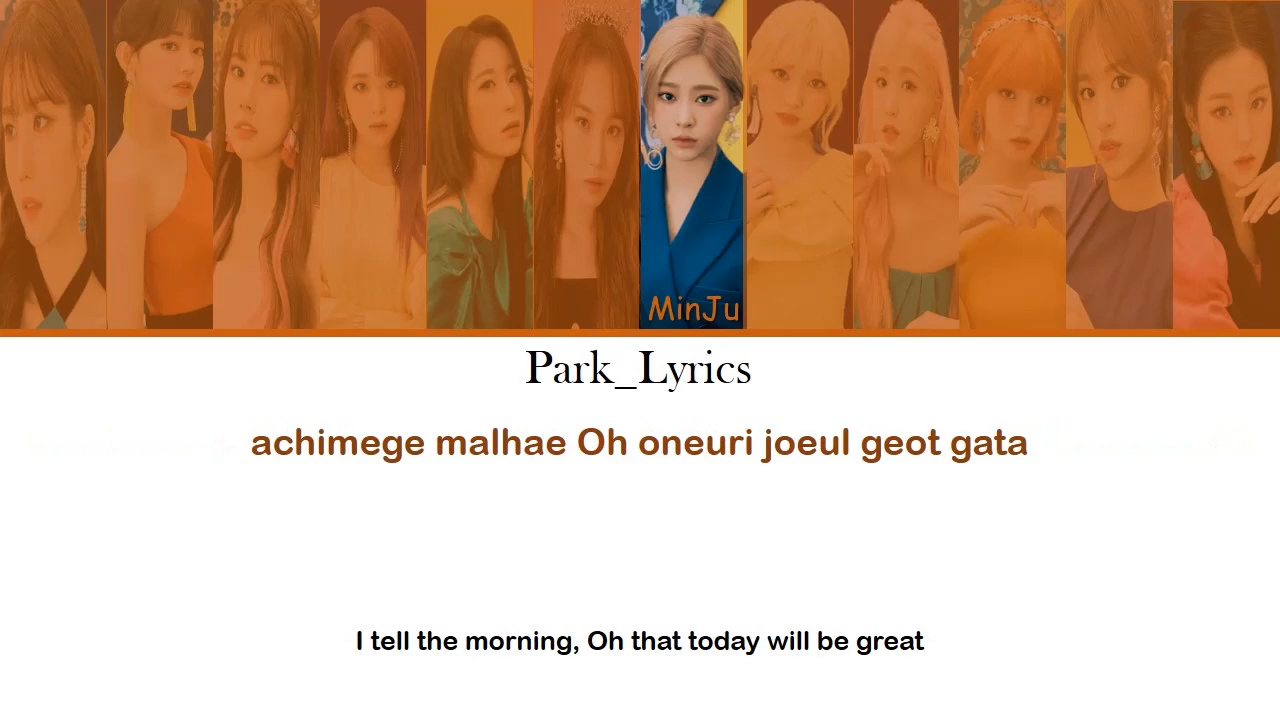 MinJu
Park_Lyrics
achimege malhae Oh oneuri joeul geot gata
I tell the morning, Oh that today will be great